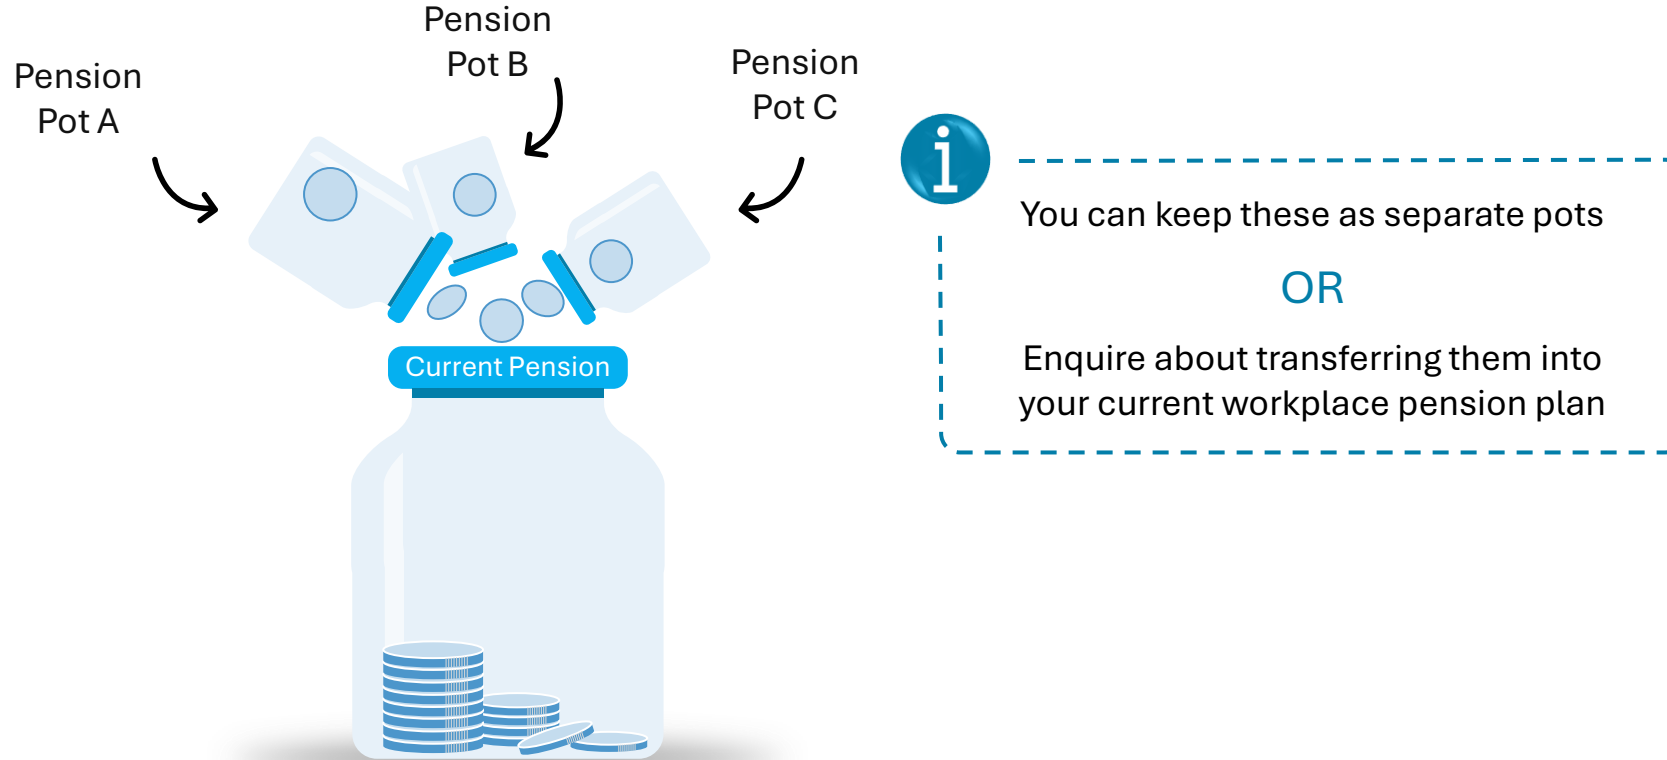 Pension
Pot A
Pension
Pot B
Pension
Pot C
Current Pension
i
You can keep these as separate pots
OR
Enquire about transferring them into
your current workplace pension plan